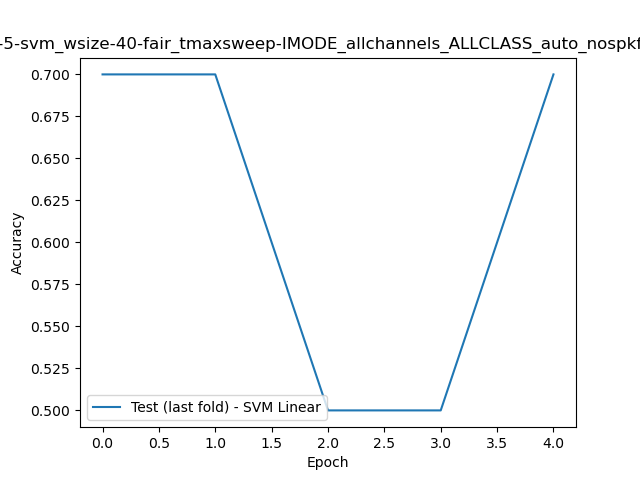 -5-svm_wsize-40-fair_tmaxsweep-IMODE_allchannels_ALLCLASS_auto_nospkf
0.700
0.675
0.650
0.625
0.600
0.575
0.550
0.525
0.500
Accuracy
Test (last fold) - SVM Linear
0.0 0.5 1.0 1.5 2.0 2.5 3.0 3.5 4.0
Epoch